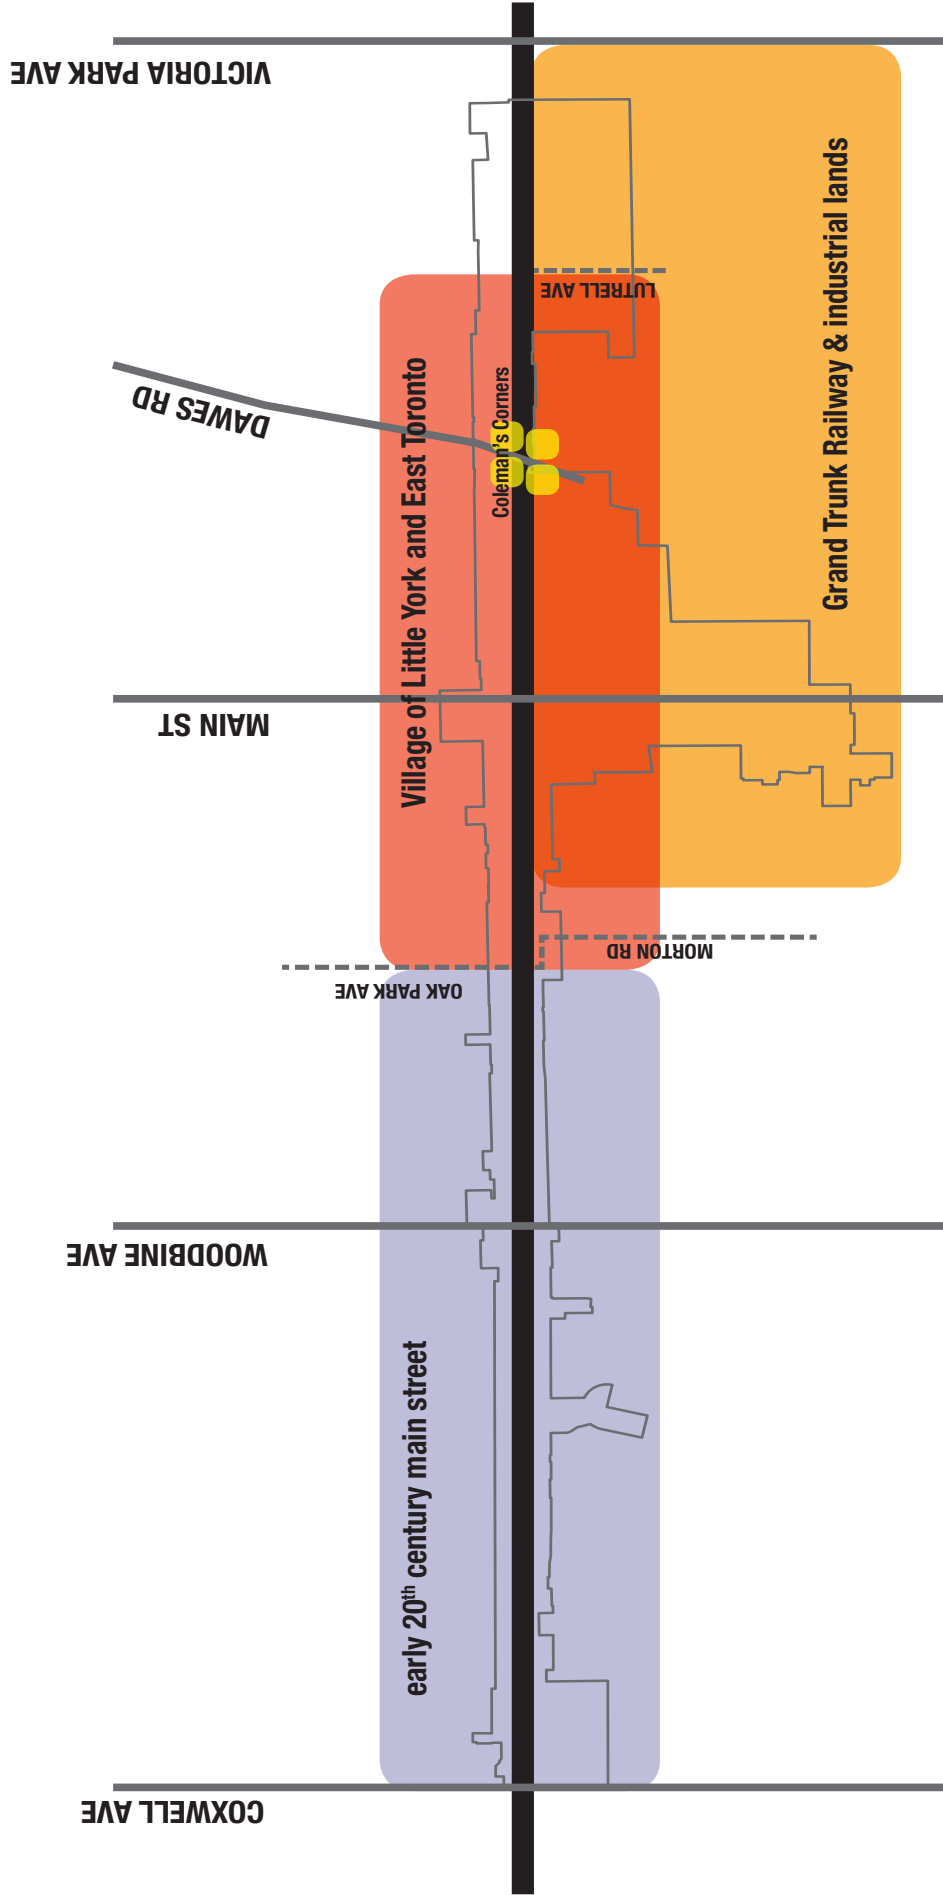 VICTORIA PARK AVE
DAWES RD
LUTRELL AVE
Grand Trunk Railway & industrial lands
Village of Little York and East Toronto
Coleman's Corners
MAIN ST
MORTON RD
OAK PARK AVE
WOODBINE AVE
early 20th century main street
COXWELL AVE